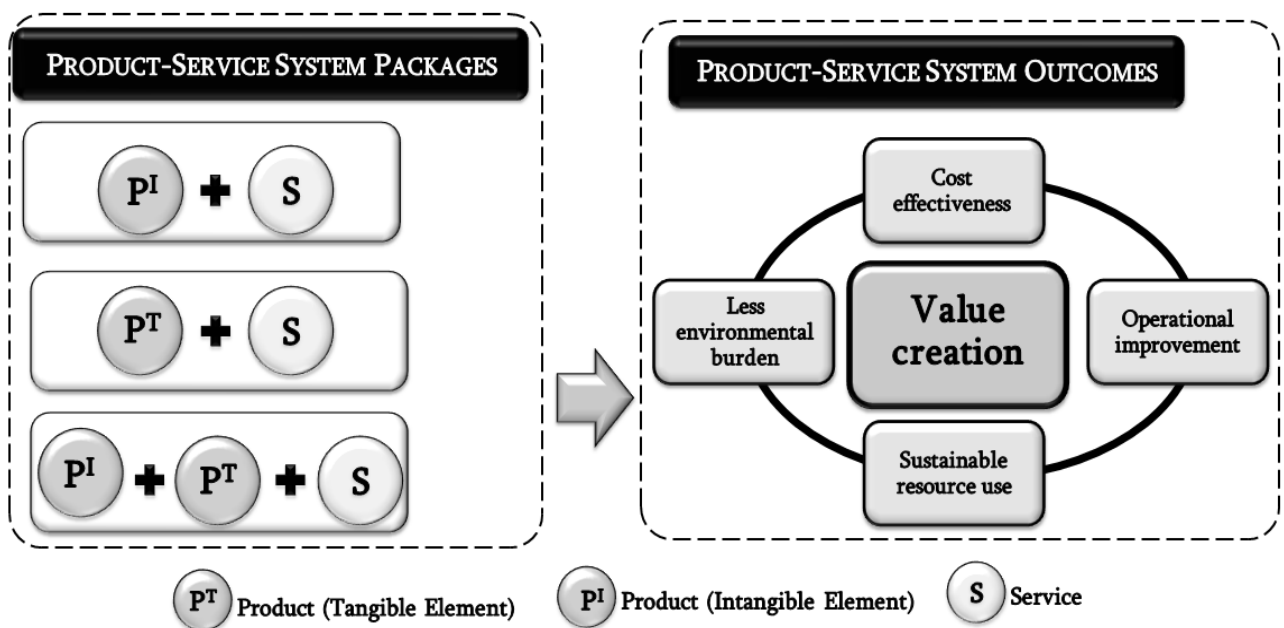 PRODUCT-SERVICE SYSTEM PACKAGES
Pᴵ + S
Pᵀ + S
Pᴵ + Pᵀ + S
PRODUCT-SERVICE SYSTEM OUTCOMES
Cost
effectiveness
Less
environmental
burden
Value
creation
Operational
improvement
Sustainable
resource use
Pᵀ Product (Tangible Element)
Pᴵ Product (Intangible Element)
S Service